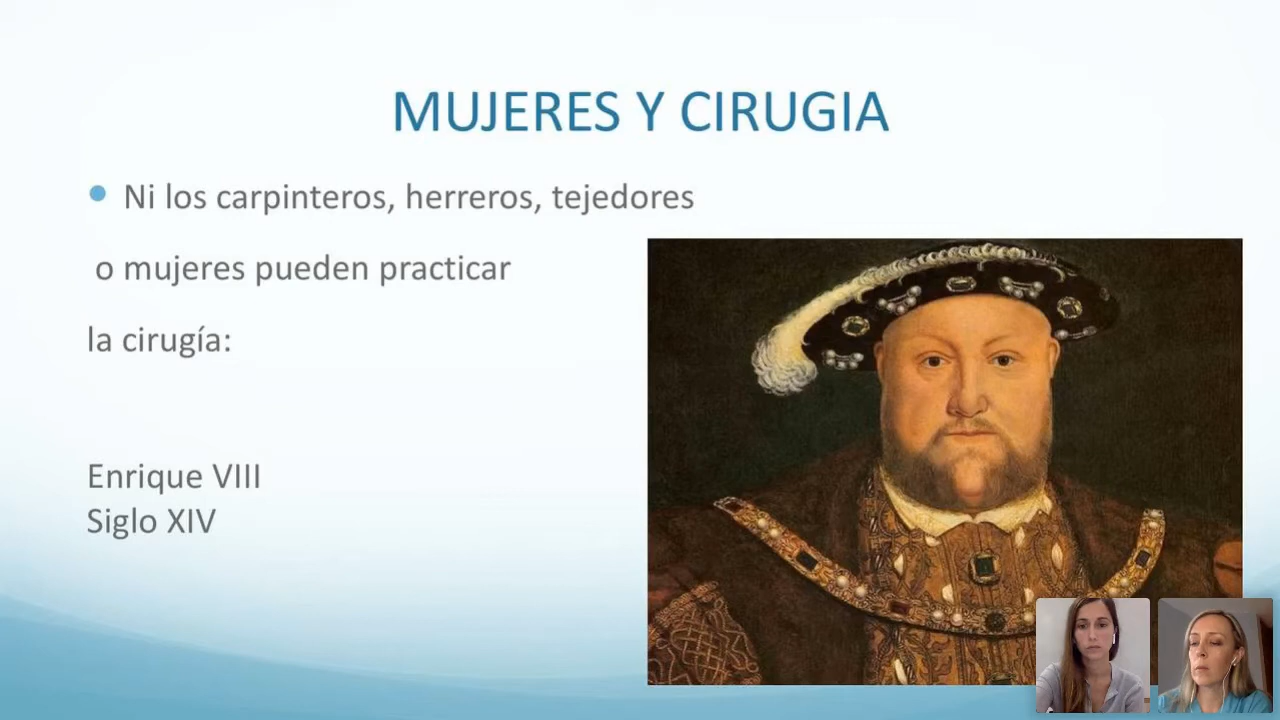 MUJERES Y CIRUGIA
Ni los carpinteros, herreros, tejedores
o mujeres pueden practicar
la cirugía:
Enrique VIII
Siglo XIV